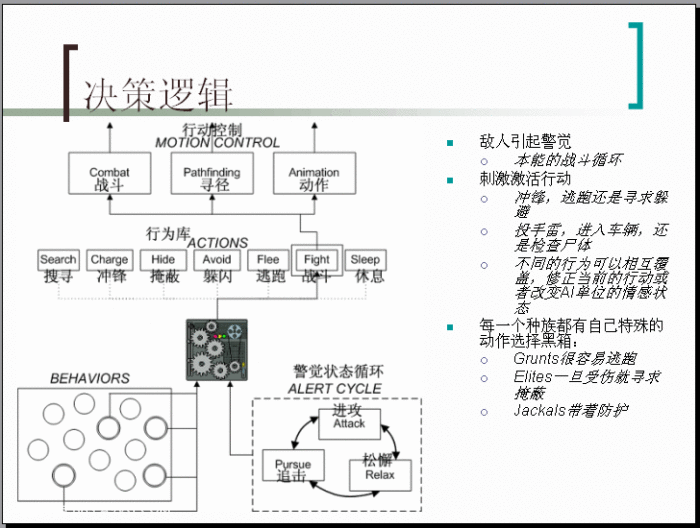 决策逻辑
行动控制
MOTION CONTROL
Combat
战斗
Pathfinding
寻径
Animation
动作
行为库
ACTIONS
Search
搜寻
Charge
冲锋
Hide
掩蔽
Avoid
躲闪
Flee
逃跑
Fight
战斗
Sleep
休息
BEHAVIORS
警觉状态循环
ALERT CYCLE
进攻
Attack
Pursue
追击
松懈
Relax
敌人引起警觉
本能的战斗循环
刺激激活行动
冲锋，逃跑还是寻求躲
避
投手雷，进入车辆，还
是检查尸体
不同的行为可以相互覆
盖，修正当前的行动或
者改变AI单位的情感状
态
每一个种族都有自己特殊的
动作选择黑箱：
Grunts很容易逃跑
Elites一旦受伤就寻求
掩蔽
Jackals带着防护